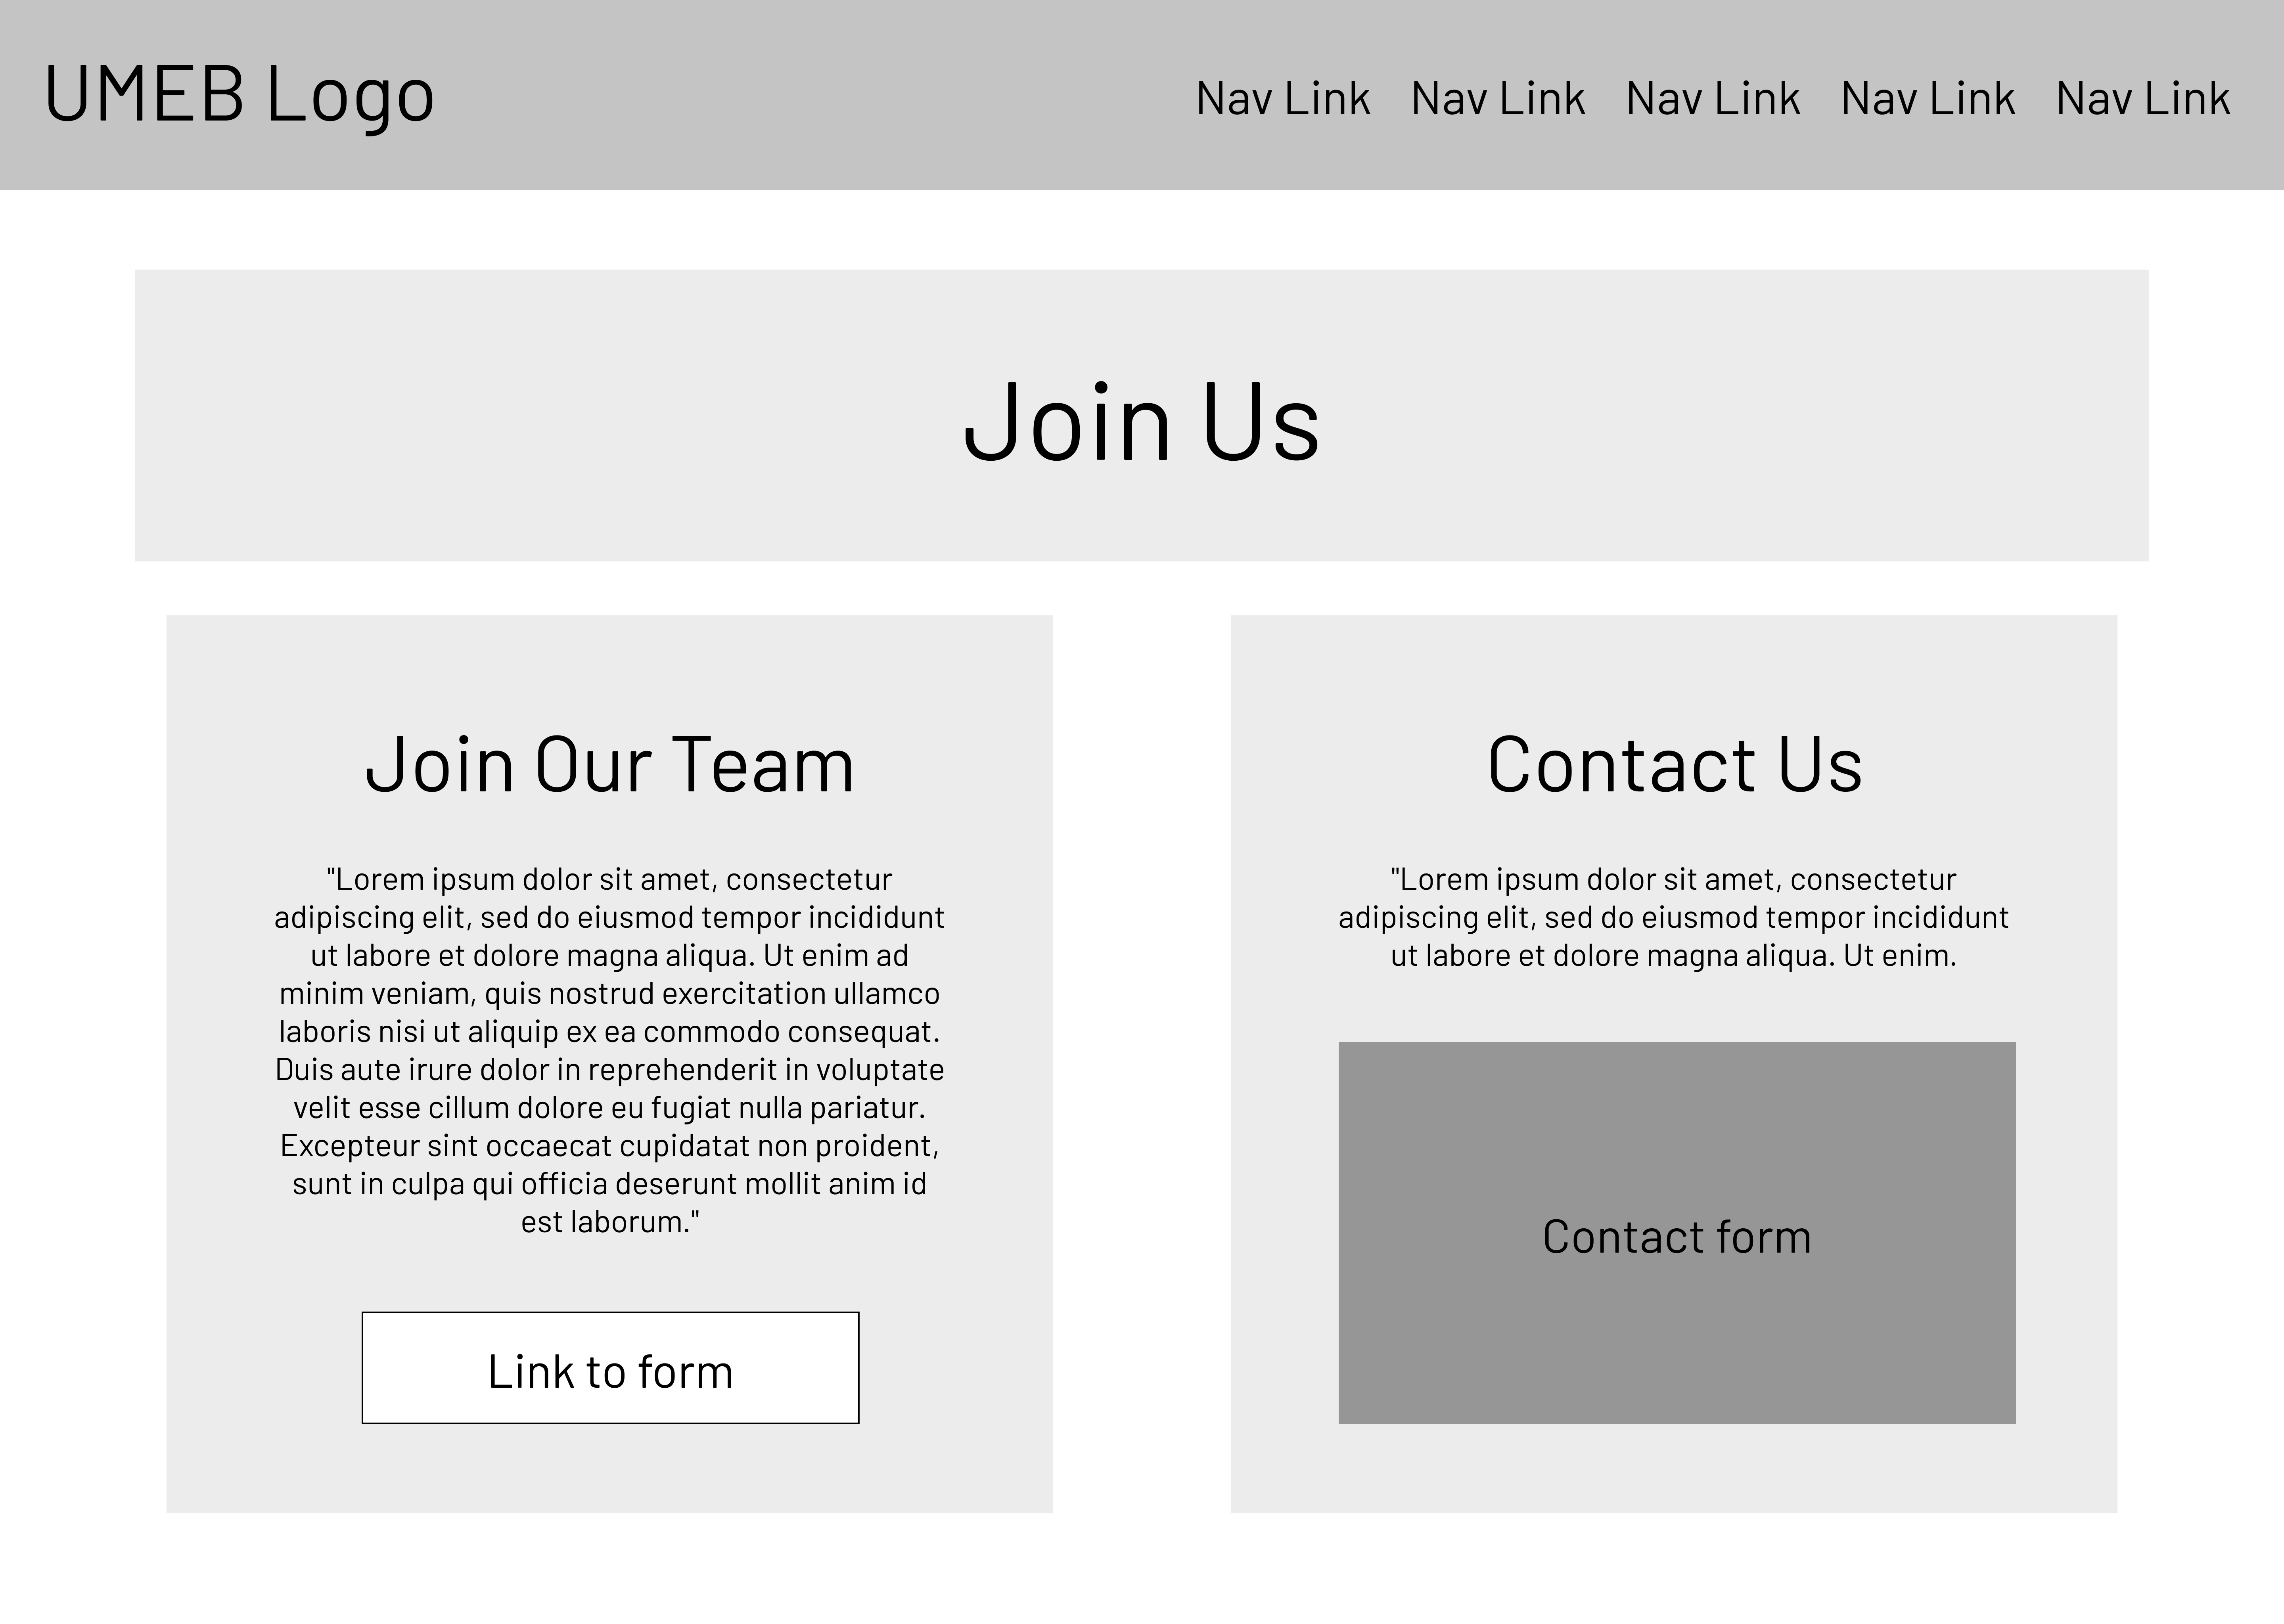 UMEB Logo
Nav Link Nav Link Nav Link Nav Link Nav Link
Join Us
Join Our Team
"Lorem ipsum dolor sit amet, consectetur
adipiscing elit, sed do eiusmod tempor incididunt
ut labore et dolore magna aliqua. Ut enim ad
minim veniam, quis nostrud exercitation ullamco
laboris nisi ut aliquip ex ea commodo consequat.
Duis aute irure dolor in reprehenderit in voluptate
velit esse cillum dolore eu fugiat nulla pariatur.
Excepteur sint occaecat cupidatat non proident,
sunt in culpa qui officia deserunt mollit anim id
est laborum."
Link to form
Contact Us
"Lorem ipsum dolor sit amet, consectetur
adipiscing elit, sed do eiusmod tempor incididunt
ut labore et dolore magna aliqua. Ut enim.
Contact form